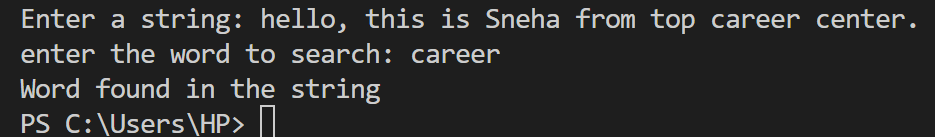 Enter a string: hello, this is Sneha from top career center.
enter the word to search: career
Word found in the string
PS C:\Users\HP>